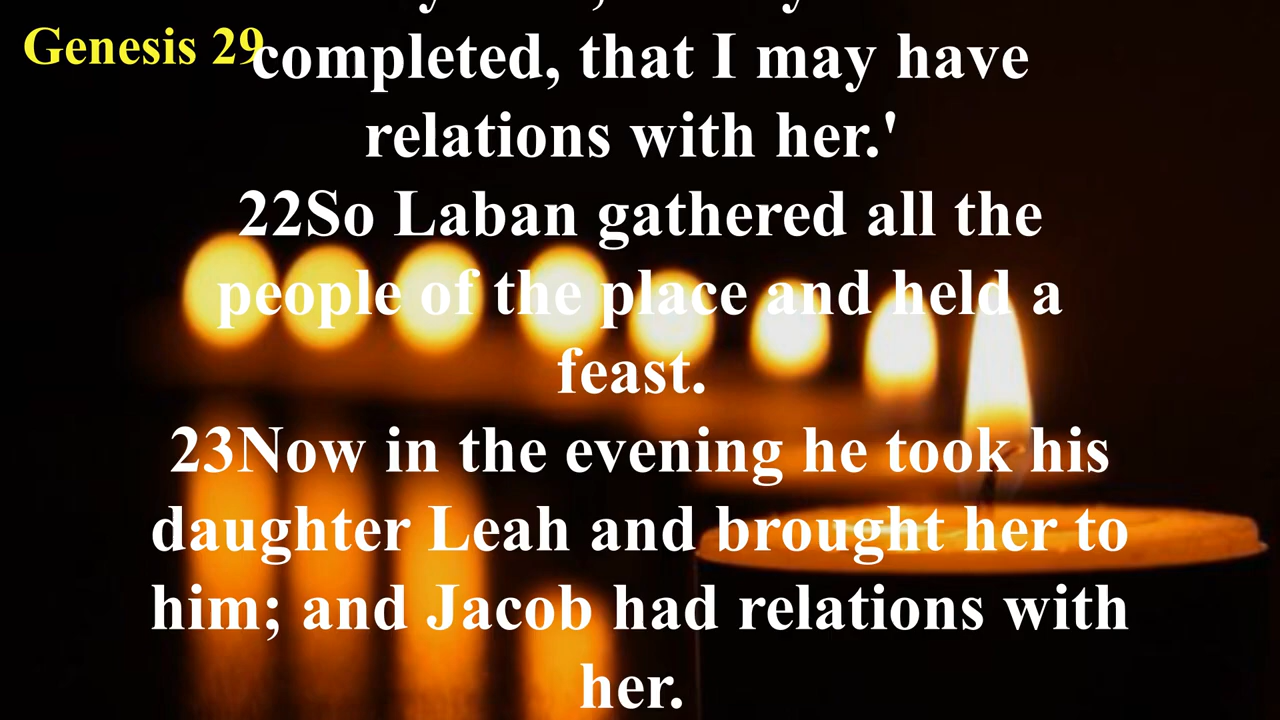 Genesis 29
completed, that I may have
relations with her.'
22So Laban gathered all the
people of the place and held a
feast.
23Now in the evening he took his
daughter Leah and brought her to
him; and Jacob had relations with
her.